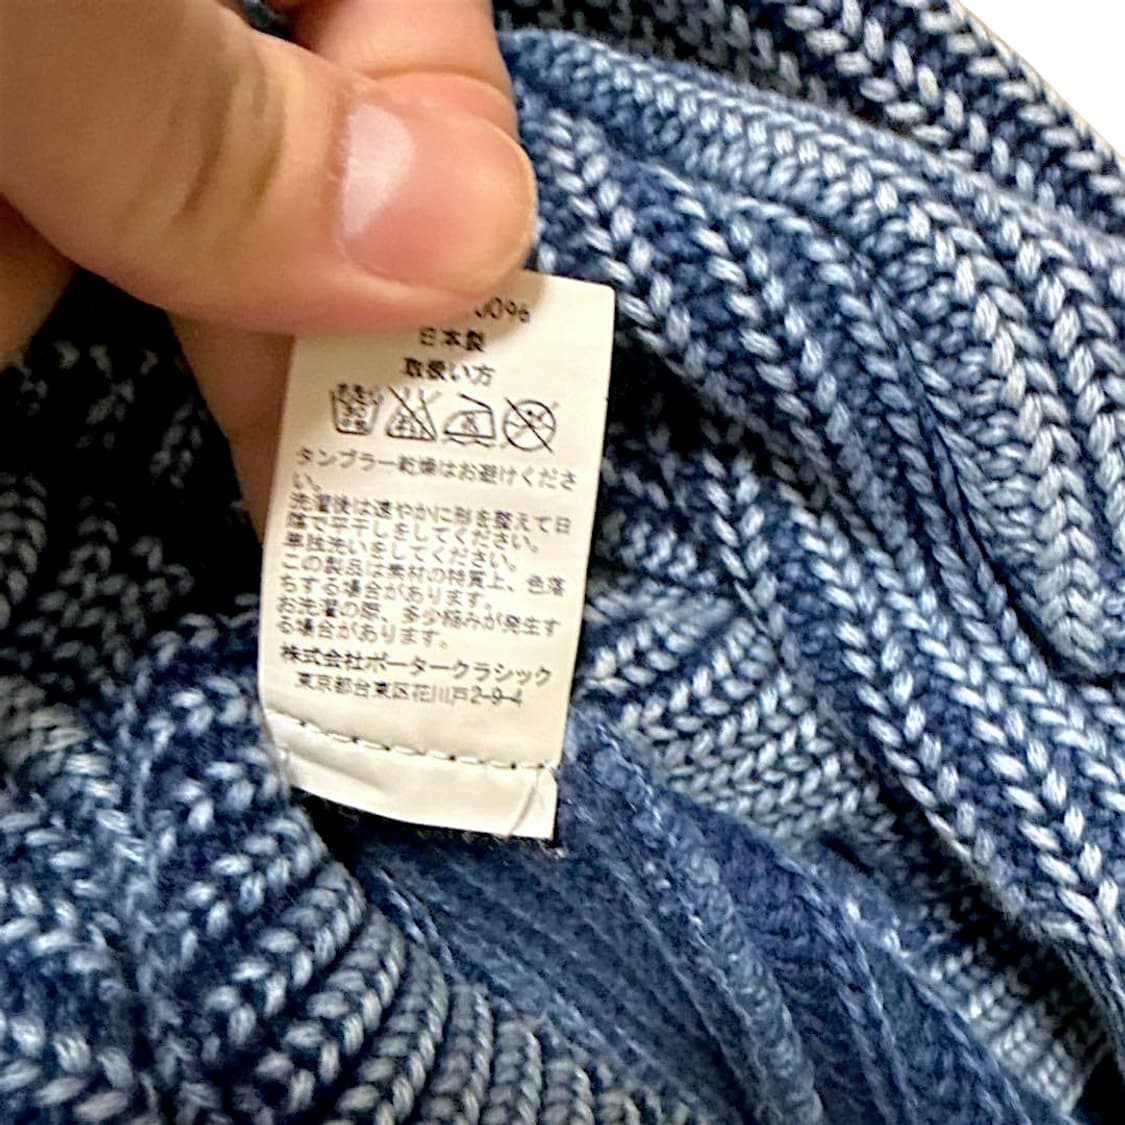 0096
日本製
取扱い方
タンブラー乾燥はお避けくださ
い。
洗濯後は速やかに形を整えて日
陰で平干しをしてください。
単独洗いをしてください。
この製品は素材の特質上、色落
ちする場合があります。
お洗濯の際、多少縮みが発生す
る場合があります。
株式会社ポータークラシック
東京都台東区花川戸2-9-4